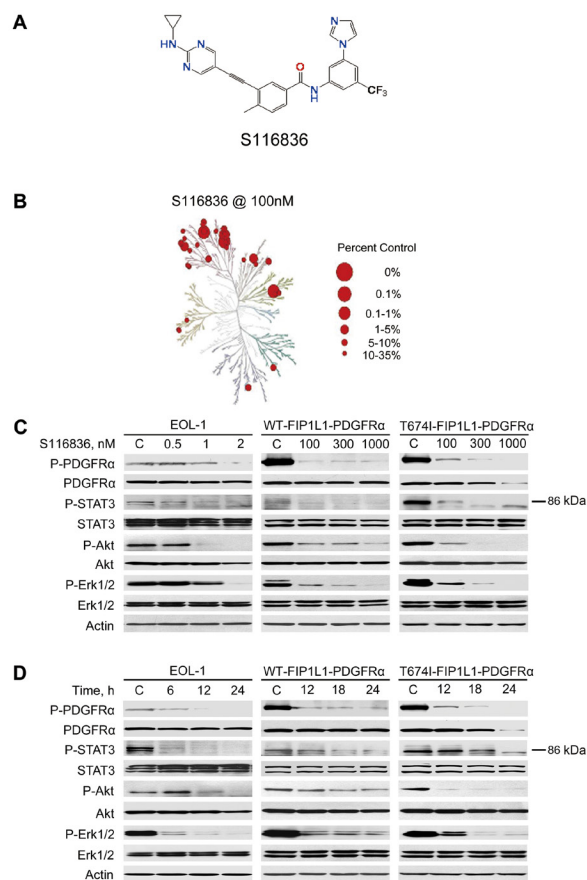 A
N
N
HN
N
N
O
N
H
CF3
S116836
B
S116836 @ 100nM
Percent Control
0%
0.1%
0.1-1%
1-5%
5-10%
10-35%
C
EOL-1 WT-FIP1L1-PDGFRα T674I-FIP1L1-PDGFRα
S116836, nM C 0.5 1 2 C 100 300 1000 C 100 300 1000
P-PDGFRα
PDGFRα
P-STAT3 86 kDa
STAT3
P-Akt
Akt
P-Erk1/2
Erk1/2
Actin
D
EOL-1 WT-FIP1L1-PDGFRα T674I-FIP1L1-PDGFRα
Time, h C 6 12 24 C 12 18 24 C 12 18 24
P-PDGFRα
PDGFRα
P-STAT3 86 kDa
STAT3
P-Akt
Akt
P-Erk1/2
Erk1/2
Actin